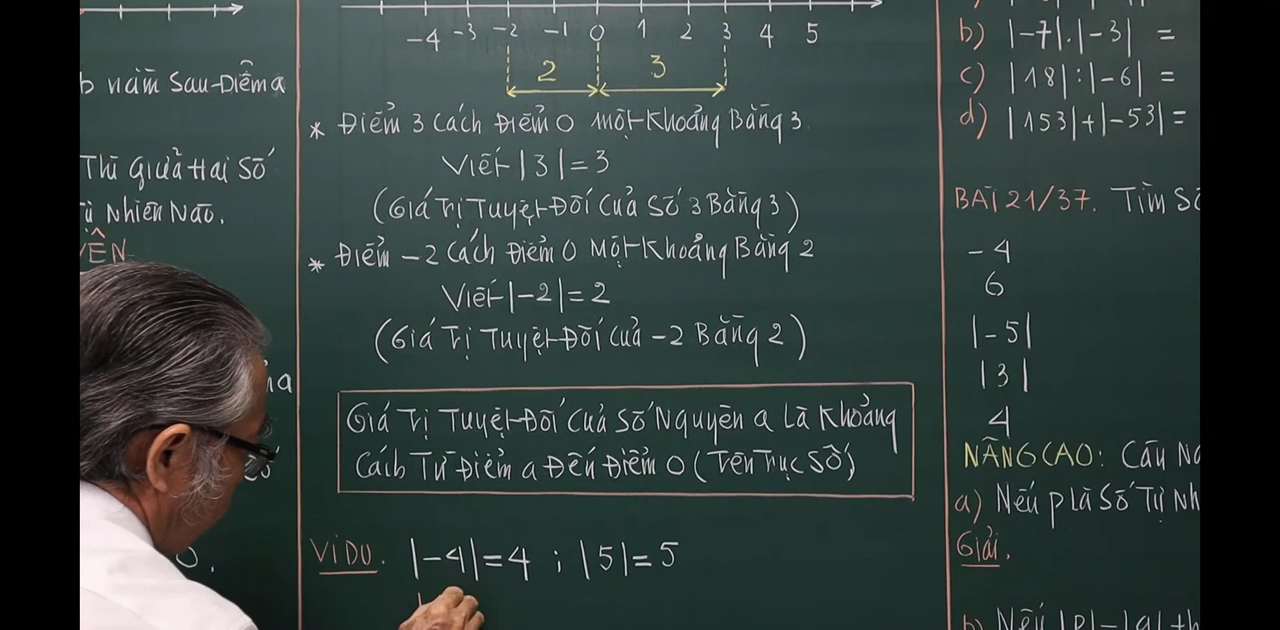 b nằm Sau Điểm a
Thì Giữa Hai Số
Nhiên Nào.
YÊN
-4 -3 -2 -1 0 1 2 3 4 5
2 3
* Điểm 3 Cách Điểm 0 Một Khoảng Bằng 3
Viết |3|=3
(Giá Trị Tuyệt Đối Của Số 3 Bằng 3)
* Điểm -2 Cách Điểm 0 Một Khoảng Bằng 2
Viết |-2|=2
(Giá Trị Tuyệt Đối Của -2 Bằng 2)
Giá Trị Tuyệt Đối Của Số Nguyên a Là Khoảng
Cách Từ Điểm a Đến Điểm 0 (Trên Trục Số)
VÍ DỤ. |-4|=4 ; |5|=5
b) |-7|.|-3| =
c) |18|:|-6| =
d) |153|+|-53| =
BÀI 21/37. Tìm Số
-4
6
|-5|
|3|
4
NÂNG CAO: Câu
a) Nếu p Là Số Tự Nh
Giải.
b) Nếu